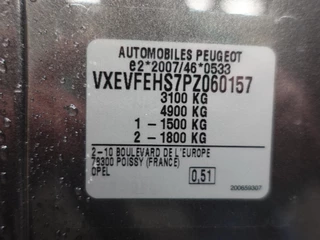 AUTOMOBILES PEUGEOT
e2*2007/46*0533
VXEVFEHS7PZ060157
3100 KG
4900 KG
1 - 1500 KG
2 - 1800 KG
2-10 BOULEVARD DE L'EUROPE
78300 POISSY (FRANCE)
OPEL
0,51